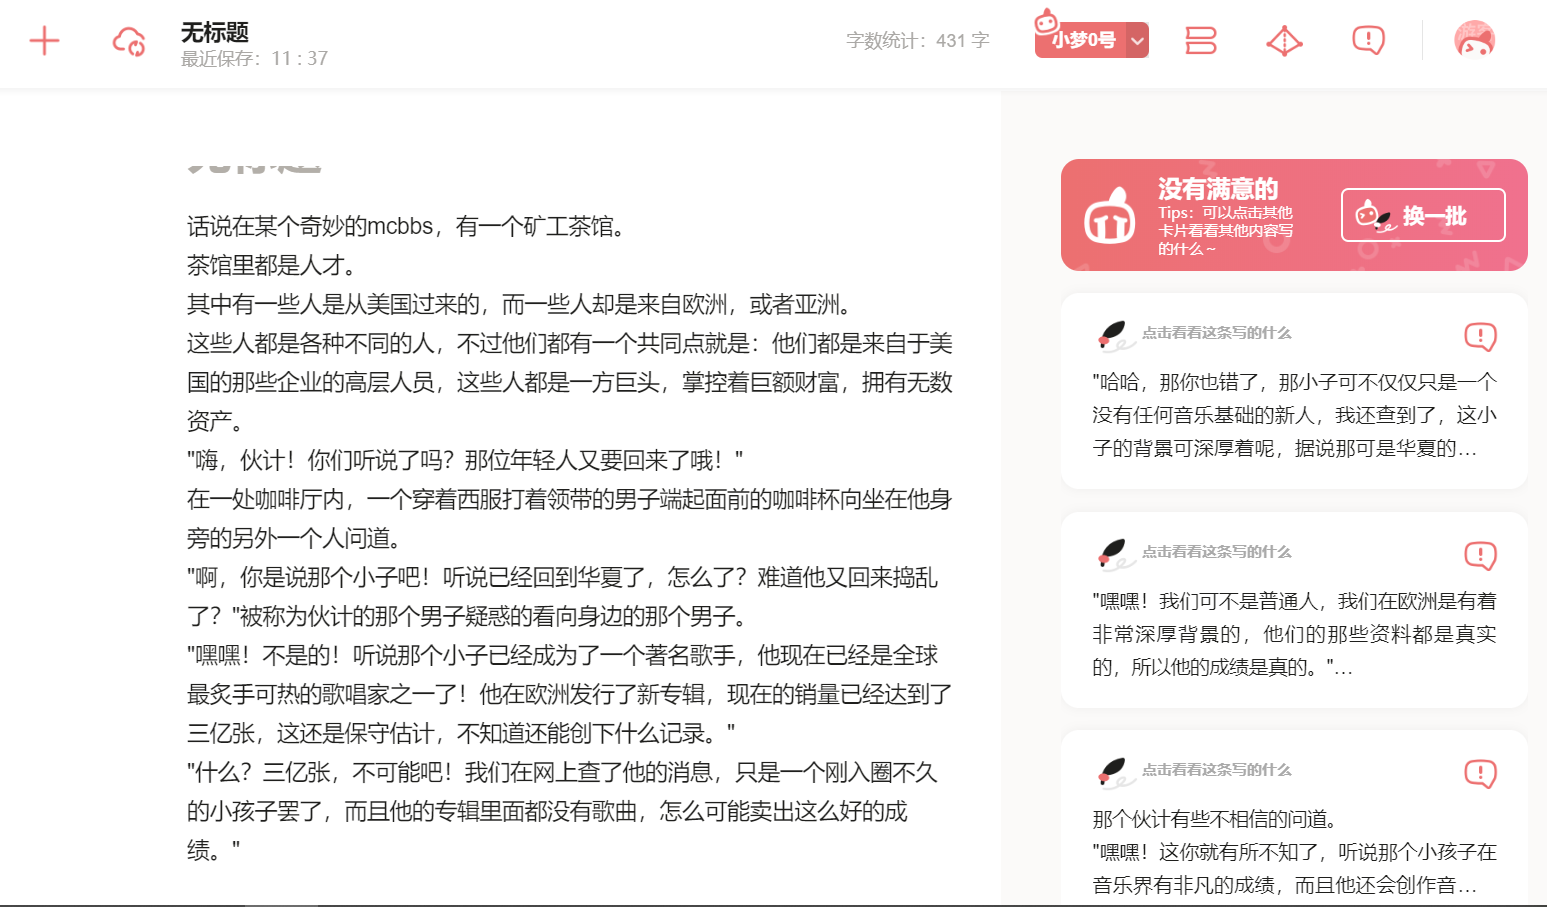 无标题
最近保存：11 : 37
字数统计：431 字
小梦0号
无标题
话说在某个奇妙的mcbbs，有一个矿工茶馆。
茶馆里都是人才。
其中有一些人是从美国过来的，而一些人却是来自欧洲，或者亚洲。
这些人都是各种不同的人，不过他们都有一个共同点就是：他们都是来自于美
国的那些企业的高层人员，这些人都是一方巨头，掌控着巨额财富，拥有无数
资产。
"嗨，伙计！你们听说了吗？那位年轻人又要回来了哦！"
在一处咖啡厅内，一个穿着西服打着领带的男子端起面前的咖啡杯向坐在他身
旁的另外一个人问道。
"啊，你是说那个小子吧！听说已经回到华夏了，怎么了？难道他又回来捣乱
了？"被称为伙计的那个男子疑惑的看向身边的那个男子。
"嘿嘿！不是的！听说那个小子已经成为了一个著名歌手，他现在已经是全球
最炙手可热的歌唱家之一了！他在欧洲发行了新专辑，现在的销量已经达到了
三亿张，这还是保守估计，不知道还能创下什么记录。"
"什么？三亿张，不可能吧！我们在网上查了他的消息，只是一个刚入圈不久
的小孩子罢了，而且他的专辑里面都没有歌曲，怎么可能卖出这么好的成
绩。"
没有满意的
Tips：可以点击其他
卡片看看其他内容写
的什么～
换一批
点击看看这条写的什么
"哈哈，那你也错了，那小子可不仅仅只是一个
没有任何音乐基础的新人，我还查到了，这小
子的背景可深厚着呢，据说那可是华夏的...
点击看看这条写的什么
"嘿嘿！我们可不是普通人，我们在欧洲是有着
非常深厚背景的，他们的那些资料都是真实
的，所以他的成绩是真的。"...
点击看看这条写的什么
那个伙计有些不相信的问道。
"嘿嘿！这你就有所不知了，听说那个小孩子在
音乐界有非凡的成绩，而且他还会创作音...